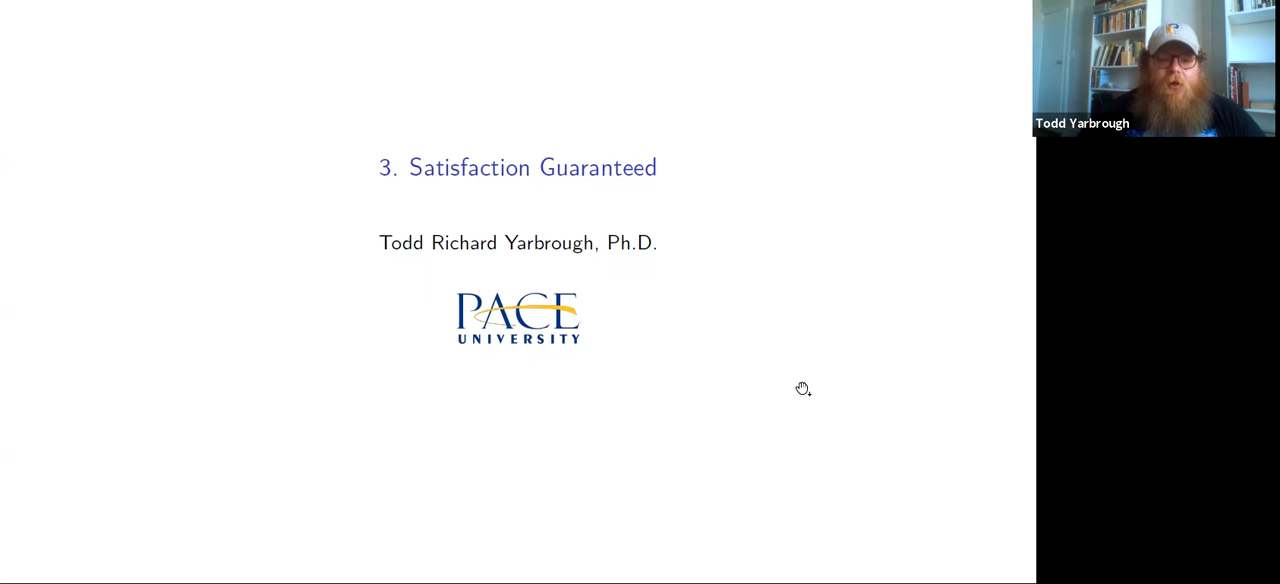 3. Satisfaction Guaranteed
Todd Richard Yarbrough, Ph.D.
PACE
UNIVERSITY
Todd Yarbrough